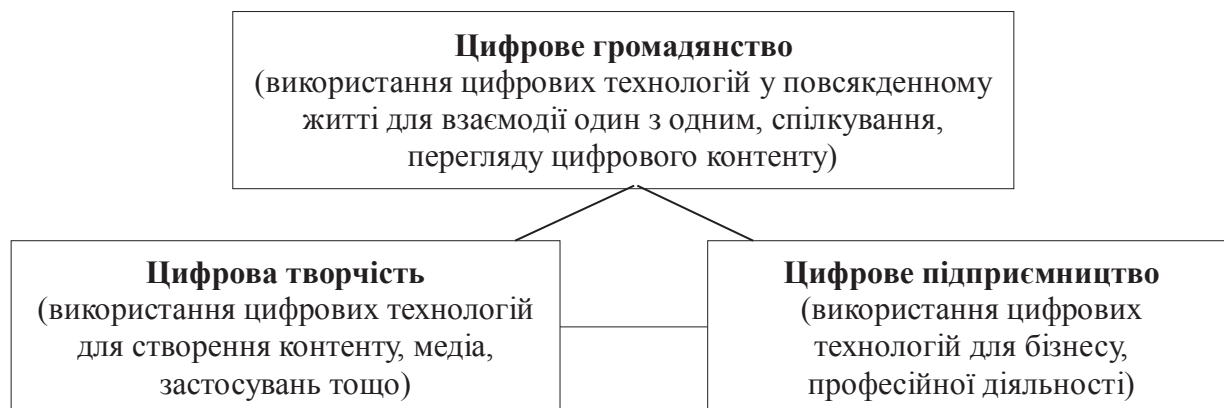 Цифрове громадянство
(використання цифрових технологій у повсякденному
житті для взаємодії один з одним, спілкування,
перегляду цифрового контенту)
Цифрова творчість
(використання цифрових технологій
для створення контенту, медіа,
застосувань тощо)
Цифрове підприємництво
(використання цифрових
технологій для бізнесу,
професійної діяльності)